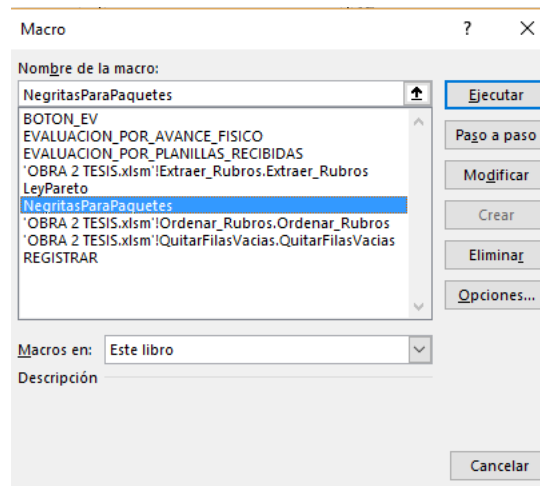 Macro ? ×
Nombre de la macro:
NegritasParaPaquetes
Ejecutar
BOTON_EV
EVALUACION_POR_AVANCE_FISICO
EVALUACION_POR_PLANILLAS_RECIBIDAS
'OBRA 2 TESIS.xlsm'!Extraer_Rubros.Extraer_Rubros
LeyPareto
NegritasParaPaquetes
'OBRA 2 TESIS.xlsm'!Ordenar_Rubros.Ordenar_Rubros
'OBRA 2 TESIS.xlsm'!QuitarFilasVacias.QuitarFilasVacias
REGISTRAR
Paso a paso
Modificar
Crear
Eliminar
Opciones...
Macros en: Este libro
Descripción
Cancelar